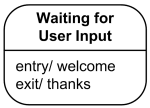 Waiting for
User Input
entry/ welcome
exit/ thanks